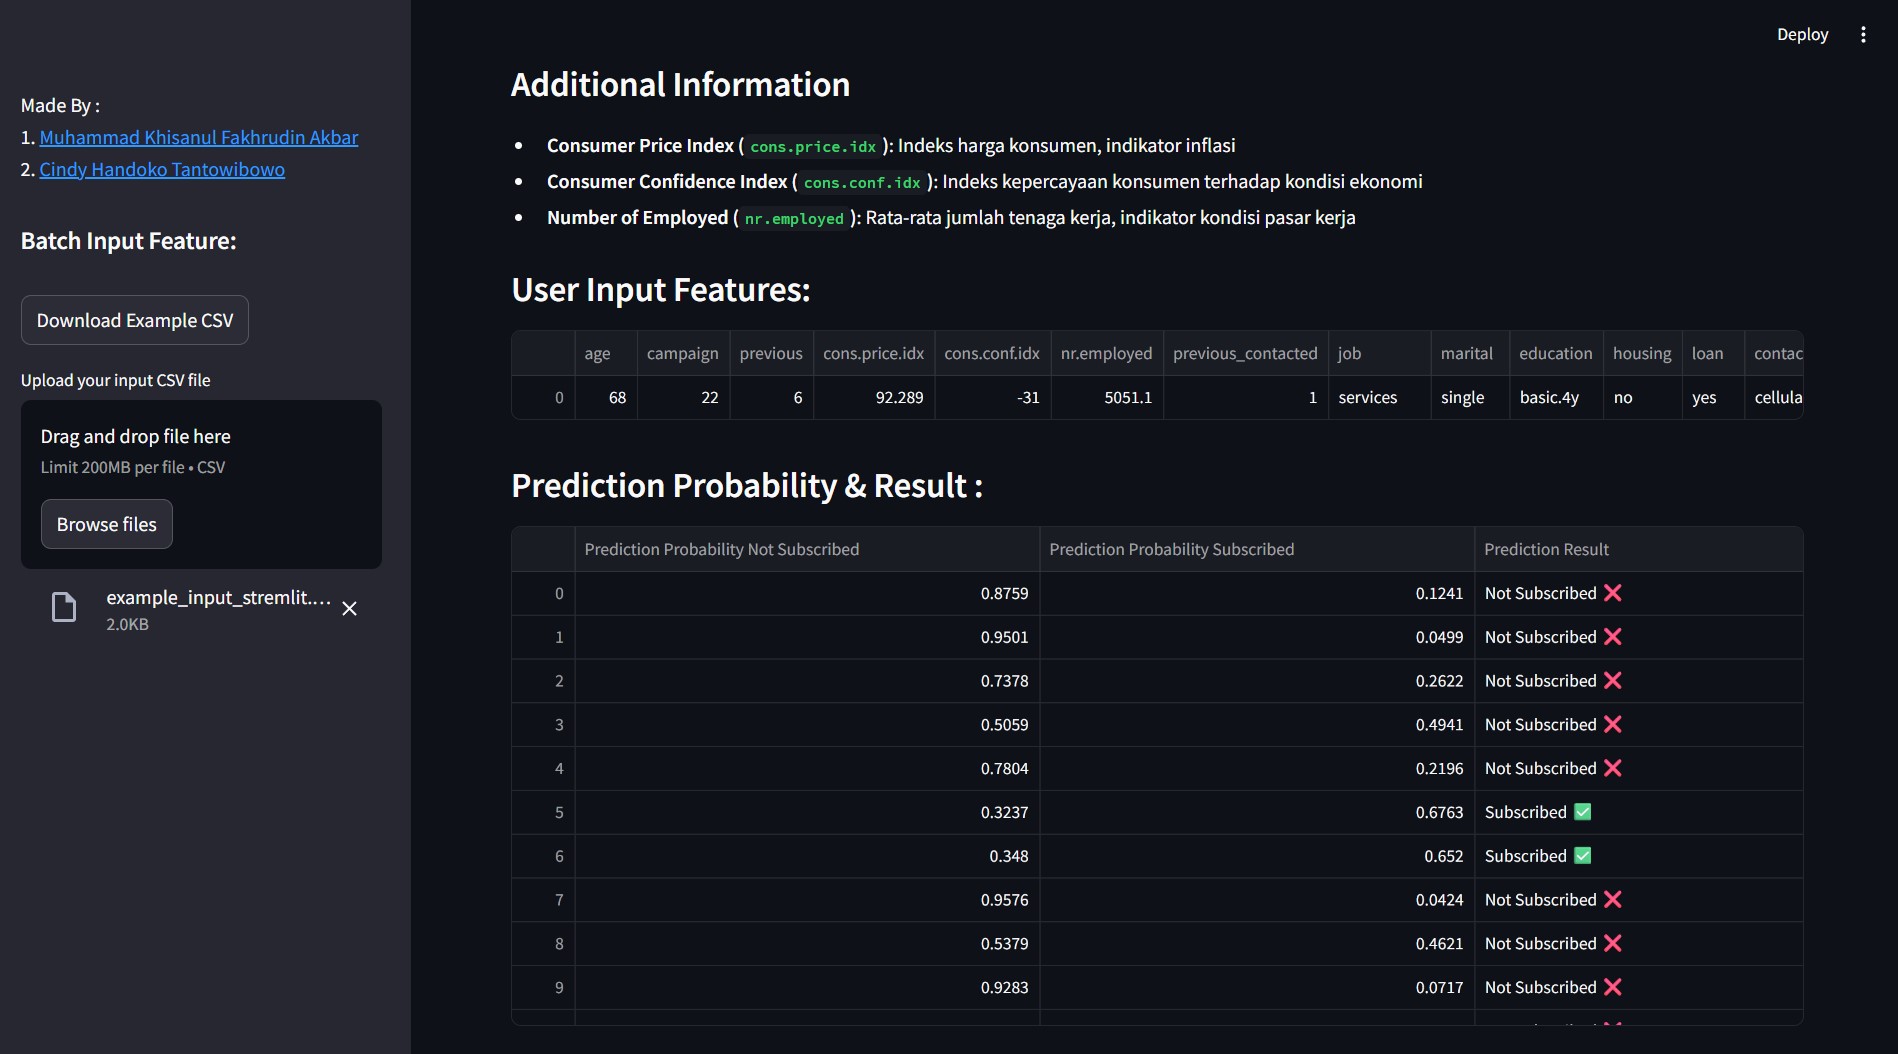 Deploy
Made By :
1. Muhammad Khisanul Fakhrudin Akbar
2. Cindy Handoko Tantowibowo
Batch Input Feature:
Download Example CSV
Upload your input CSV file
Drag and drop file here
Limit 200MB per file • CSV
Browse files
example_input_stremlit....
2.0KB
Additional Information
• Consumer Price Index ( cons.price.idx ): Indeks harga konsumen, indikator inflasi
• Consumer Confidence Index ( cons.conf.idx ): Indeks kepercayaan konsumen terhadap kondisi ekonomi
• Number of Employed ( nr.employed ): Rata-rata jumlah tenaga kerja, indikator kondisi pasar kerja
User Input Features:
age campaign previous cons.price.idx cons.conf.idx nr.employed previous_contacted job marital education housing loan contac
0 68 22 6 92.289 -31 5051.1 1 services single basic.4y no yes cellula
Prediction Probability & Result :
Prediction Probability Not Subscribed Prediction Probability Subscribed Prediction Result
0 0.8759 0.1241 Not Subscribed ❌
1 0.9501 0.0499 Not Subscribed ❌
2 0.7378 0.2622 Not Subscribed ❌
3 0.5059 0.4941 Not Subscribed ❌
4 0.7804 0.2196 Not Subscribed ❌
5 0.3237 0.6763 Subscribed ✅
6 0.348 0.652 Subscribed ✅
7 0.9576 0.0424 Not Subscribed ❌
8 0.5379 0.4621 Not Subscribed ❌
9 0.9283 0.0717 Not Subscribed ❌